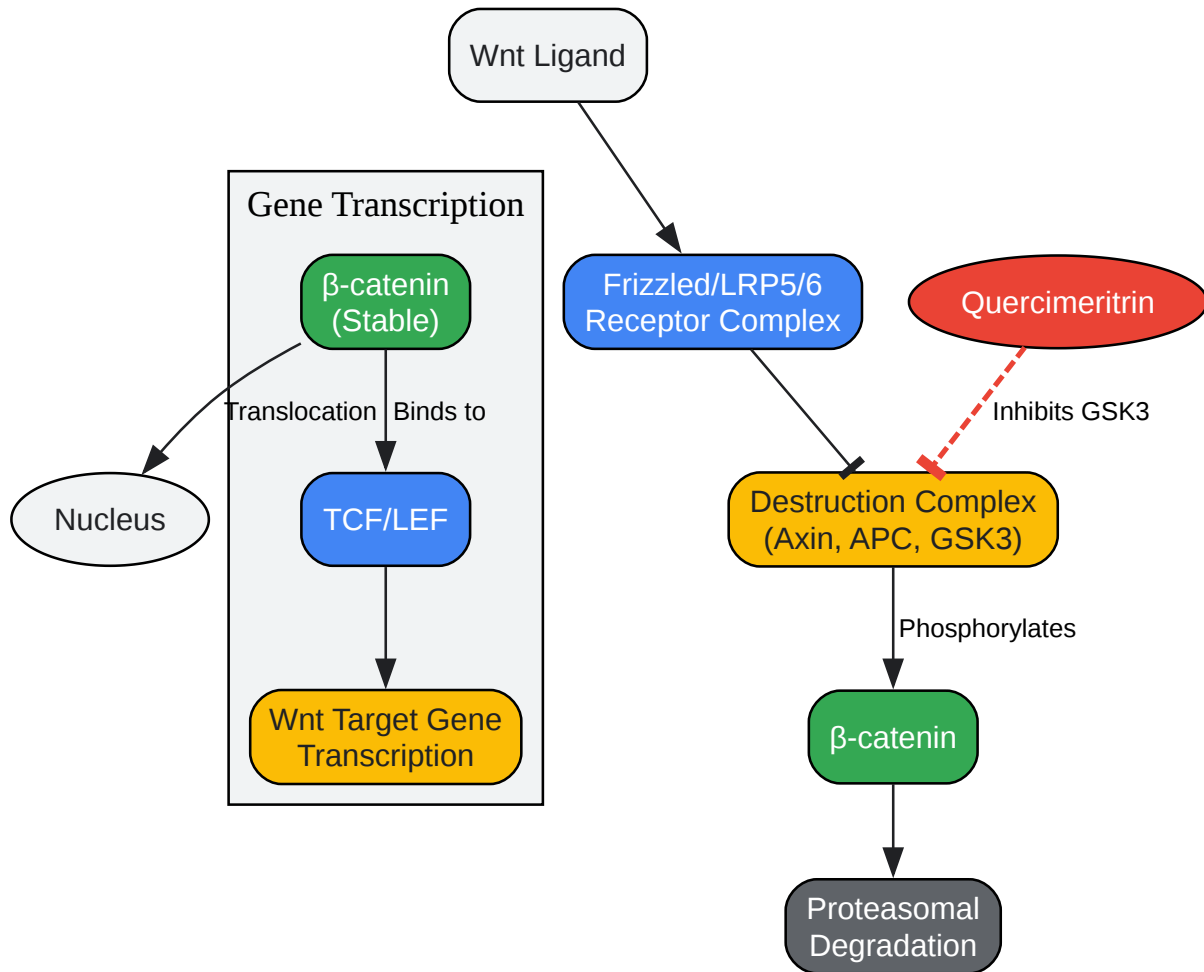 Wnt Ligand
Gene Transcription
β-catenin
(Stable)
Frizzled/LRP5/6
Receptor Complex
Quercimeritrin
Translocation
Binds to
Inhibits GSK3
Nucleus
TCF/LEF
Destruction Complex
(Axin, APC, GSK3)
Phosphorylates
Wnt Target Gene
Transcription
β-catenin
Proteasomal
Degradation